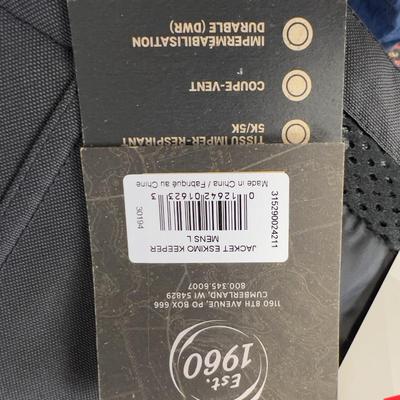 Est.
1960
1160 8TH AVENUE, PO BOX 666
CUMBERLAND, WI 54829
800.345.6007
JACKET ESKIMO KEEPER
MENS L
315290024211
0 12642 01623 3
30194
Made in China / Fabriqué au Chine
TISSU IMPER-RESPIRANT
5K/5K
COUPE-VENT
IMPERMÉABILISATION
DURABLE (DWR)